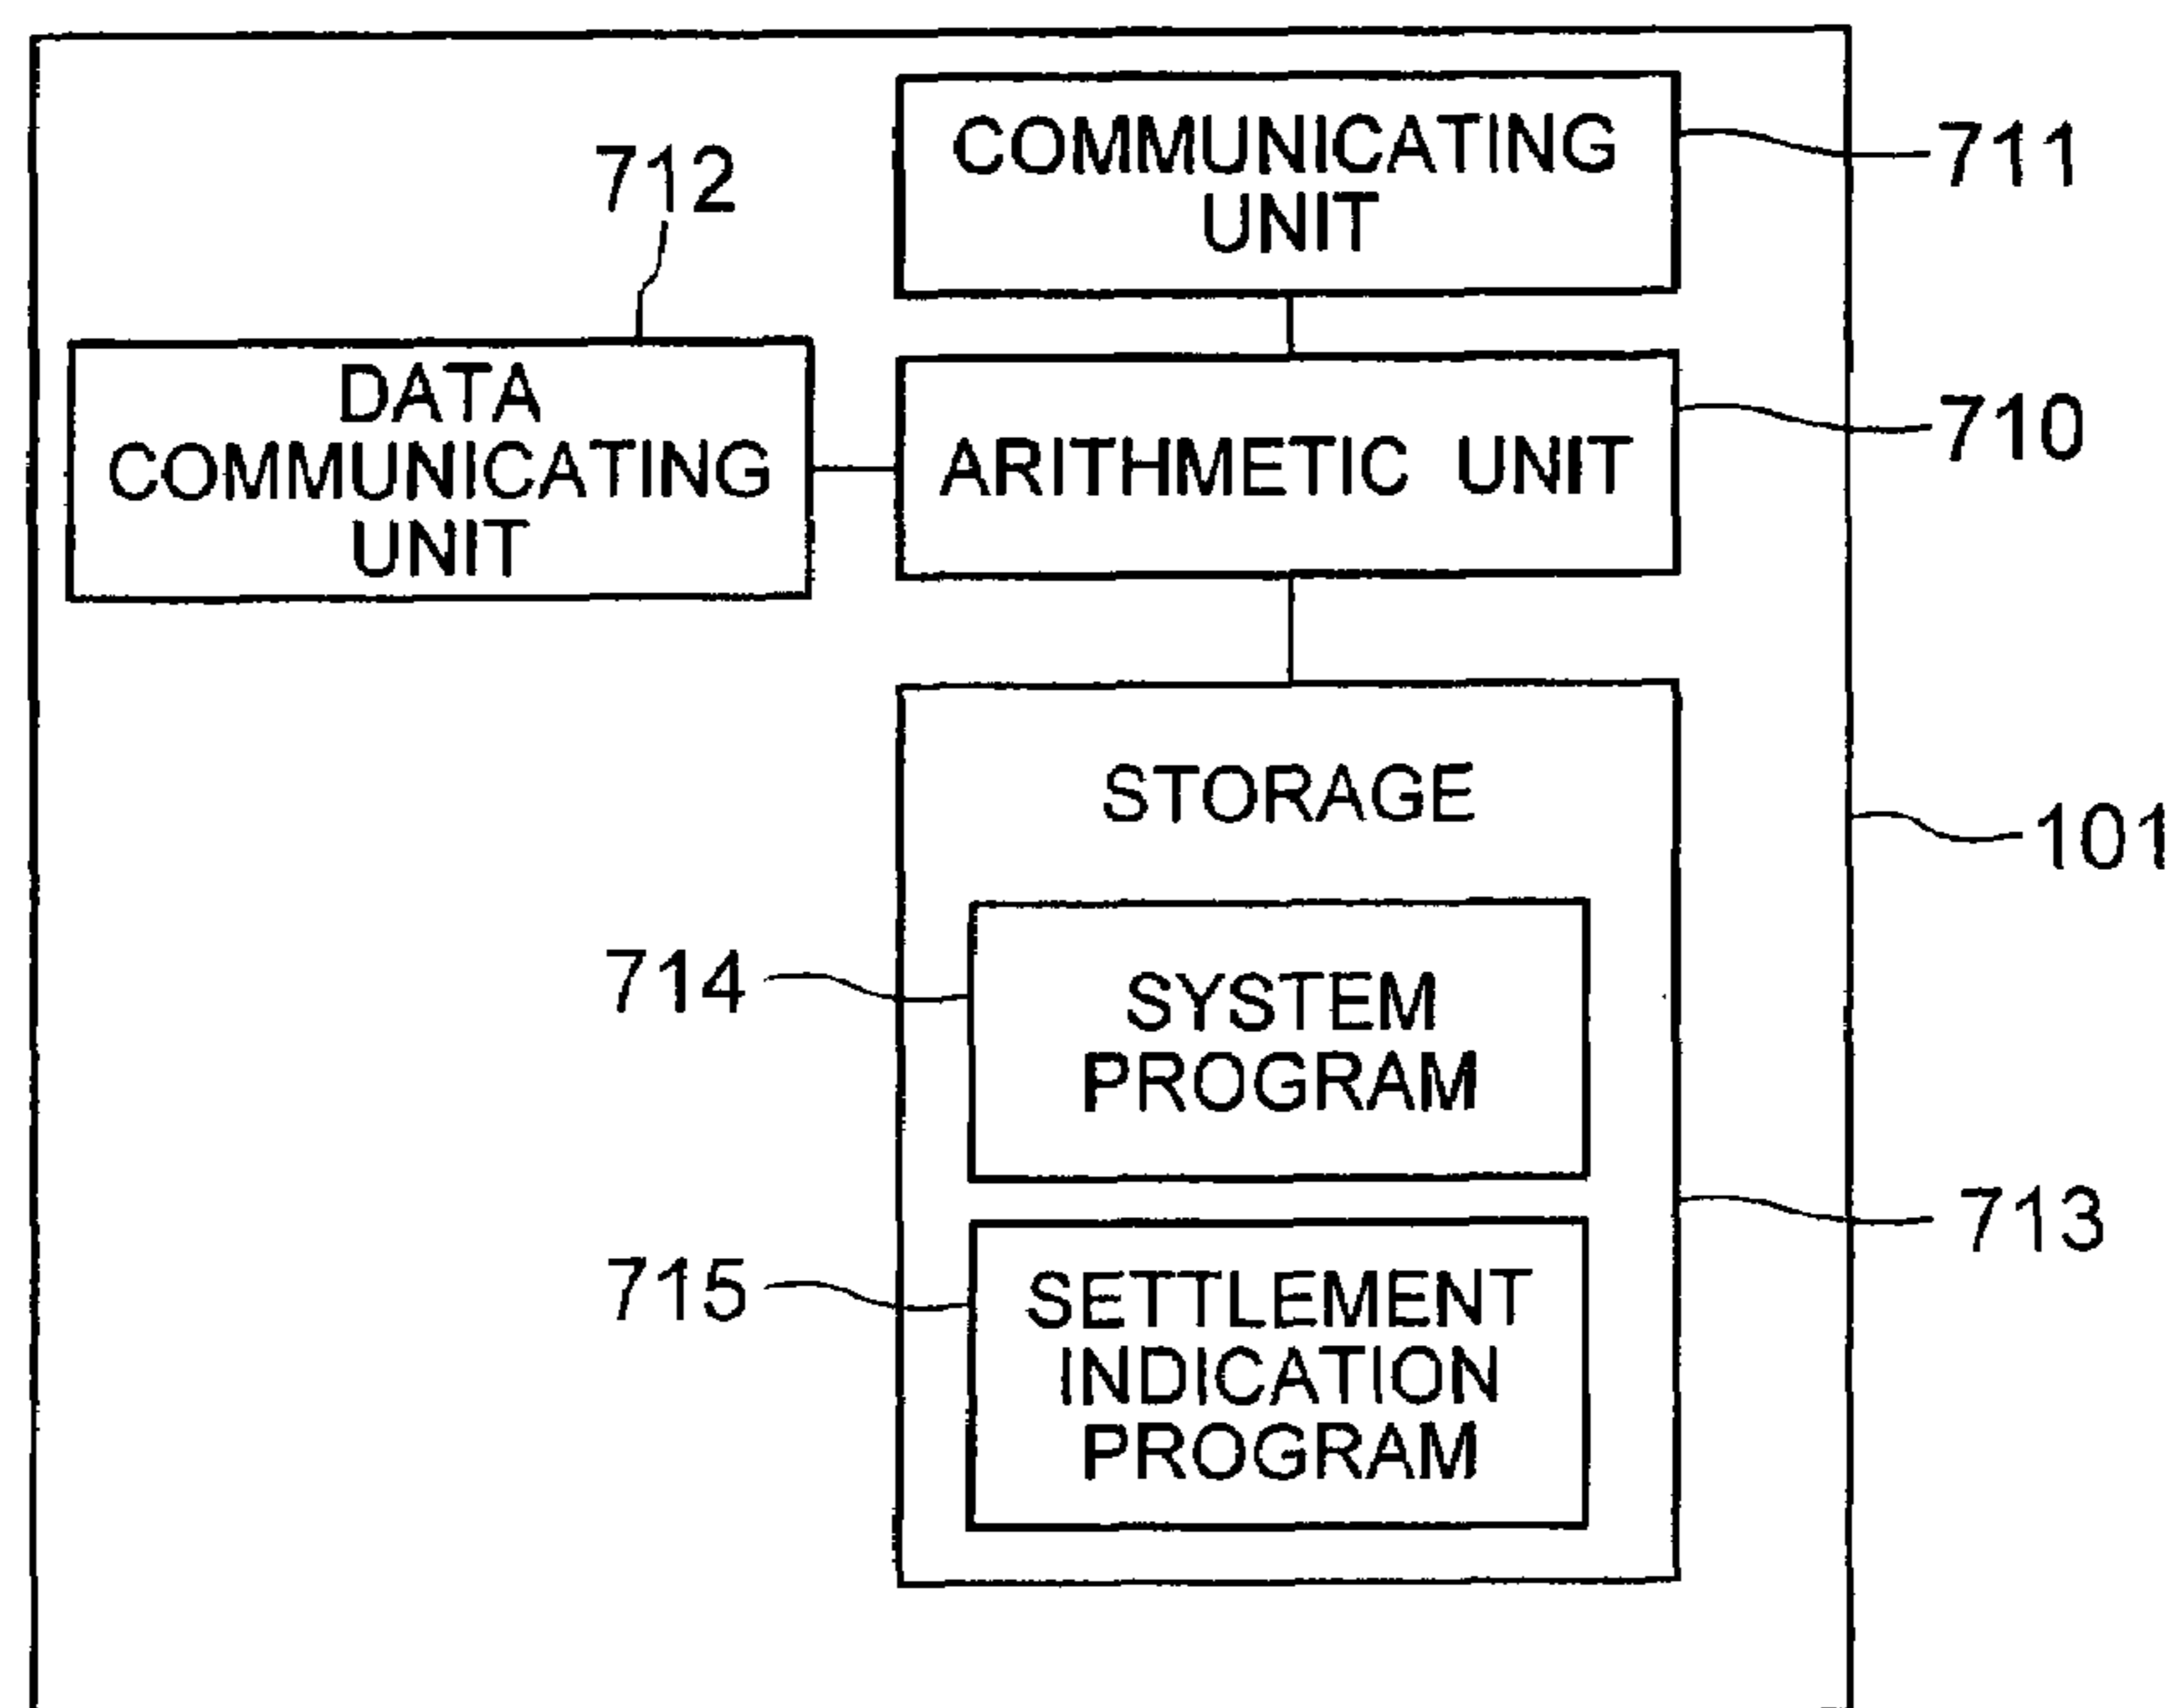 COMMUNICATING
UNIT
711
712
DATA
COMMUNICATING
UNIT
ARITHMETIC UNIT
710
STORAGE
101
714
SYSTEM
PROGRAM
713
715
SETTLEMENT
INDICATION
PROGRAM